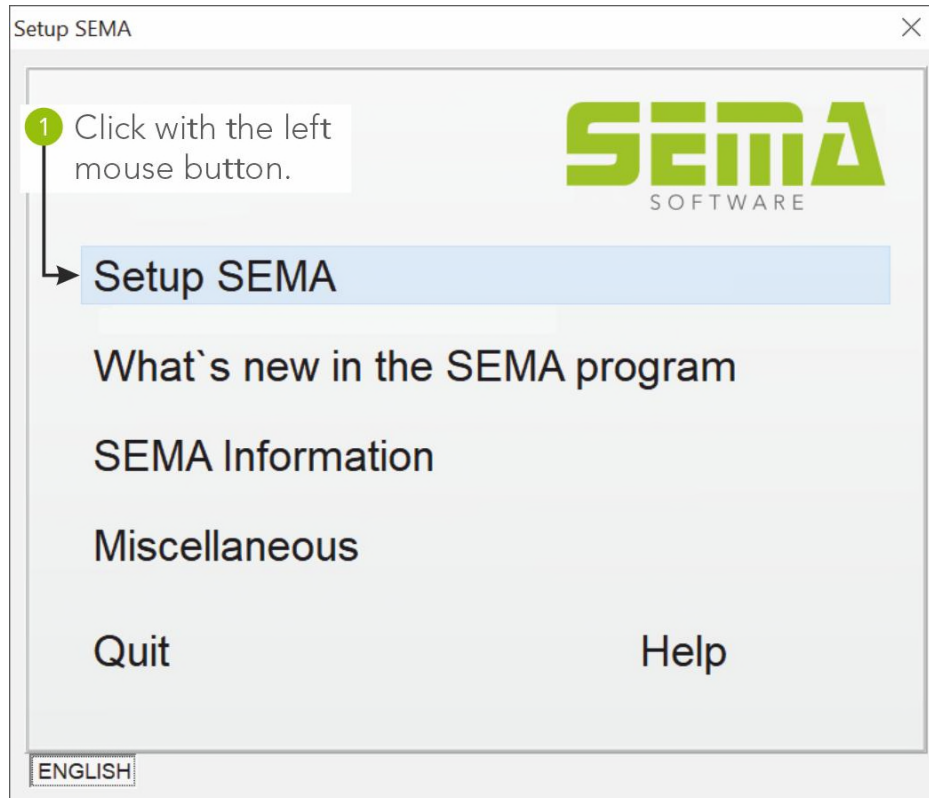 Setup SEMA
1 Click with the left
mouse button.
SEMA
SOFTWARE
Setup SEMA
What`s new in the SEMA program
SEMA Information
Miscellaneous
Quit
Help
ENGLISH